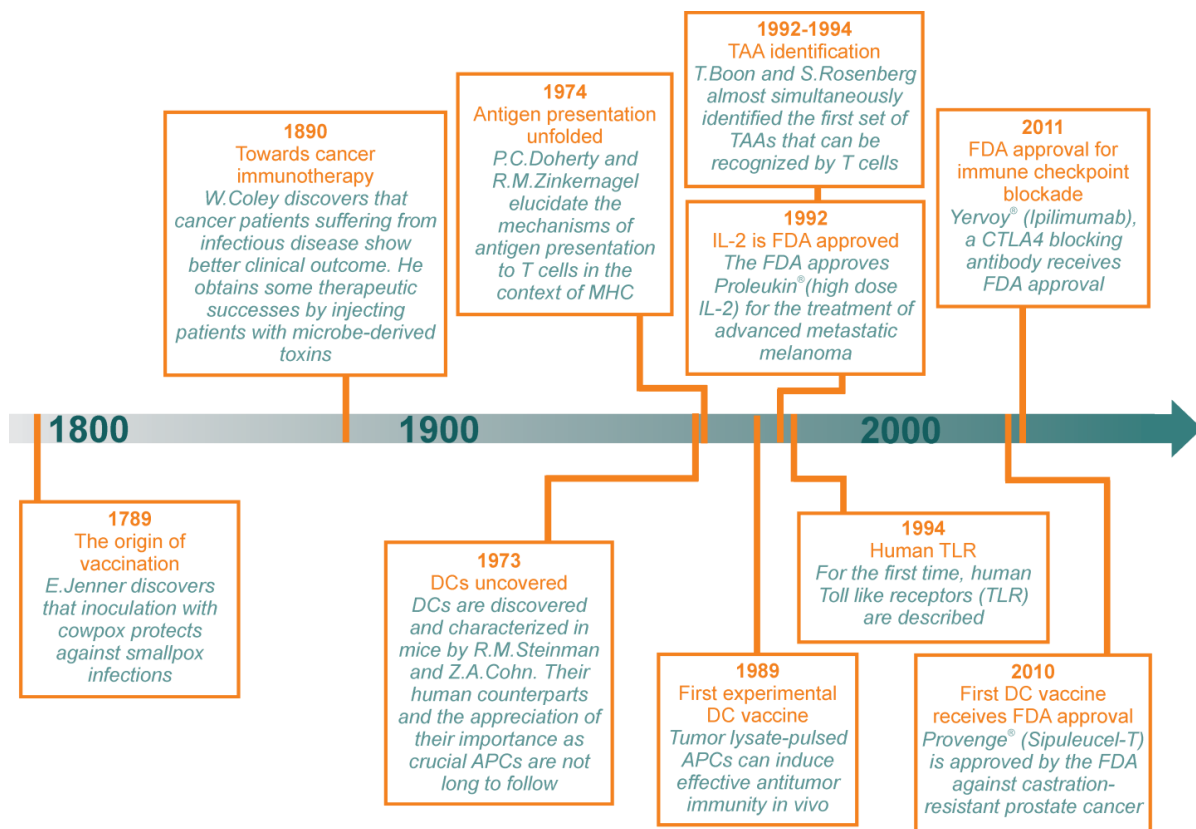 1890
Towards cancer
immunotherapy
W.Coley discovers that
cancer patients suffering from
infectious disease show
better clinical outcome. He
obtains some therapeutic
successes by injecting
patients with microbe-derived
toxins
1974
Antigen presentation
unfolded
P.C.Doherty and
R.M.Zinkernagel
elucidate the
mechanisms of
antigen presentation
to T cells in the
context of MHC
1992-1994
TAA identification
T.Boon and S.Rosenberg
almost simultaneously
identified the first set of
TAAs that can be
recognized by T cells
1992
IL-2 is FDA approved
The FDA approves
Proleukin®(high dose
IL-2) for the treatment of
advanced metastatic
melanoma
2011
FDA approval for
immune checkpoint
blockade
Yervoy® (Ipilimumab),
a CTLA4 blocking
antibody receives
FDA approval
1800
1900
2000
1789
The origin of
vaccination
E.Jenner discovers
that inoculation with
cowpox protects
against smallpox
infections
1973
DCs uncovered
DCs are discovered
and characterized in
mice by R.M.Steinman
and Z.A.Cohn. Their
human counterparts
and the appreciation of
their importance as
crucial APCs are not
long to follow
1989
First experimental
DC vaccine
Tumor lysate-pulsed
APCs can induce
effective antitumor
immunity in vivo
1994
Human TLR
For the first time, human
Toll like receptors (TLR)
are described
2010
First DC vaccine
receives FDA approval
Provenge® (Sipuleucel-T)
is approved by the FDA
against castration-
resistant prostate cancer